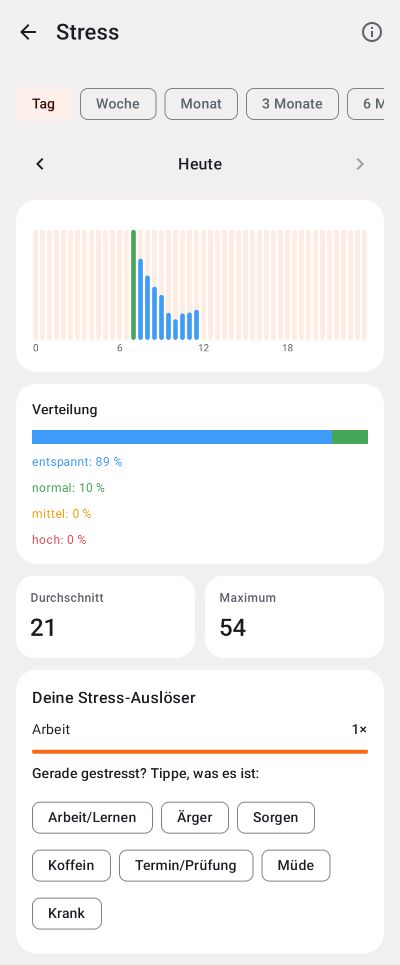 Stress
Tag Woche Monat 3 Monate 6 M
Heute
0 6 12 18
Verteilung
entspannt: 89 %
normal: 10 %
mittel: 0 %
hoch: 0 %
Durchschnitt Maximum
21 54
Deine Stress-Auslöser
Arbeit 1×
Gerade gestresst? Tippe, was es ist:
Arbeit/Lernen Ärger Sorgen
Koffein Termin/Prüfung Müde
Krank